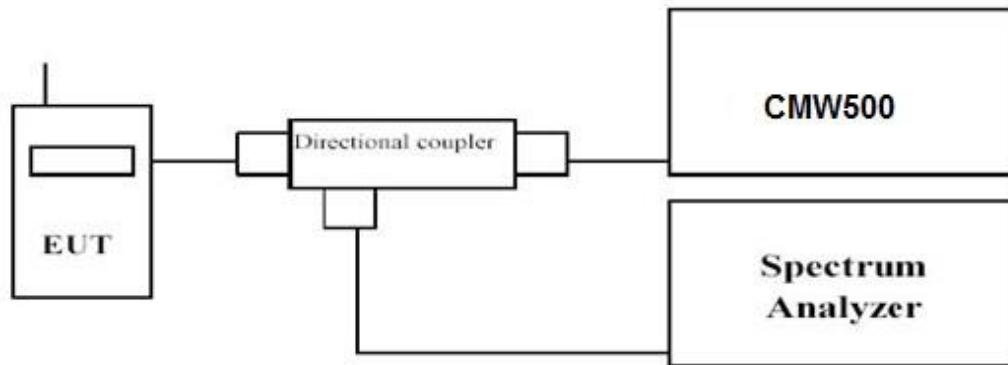 CMW500
Directional coupler
EUT
Spectrum
Analyzer